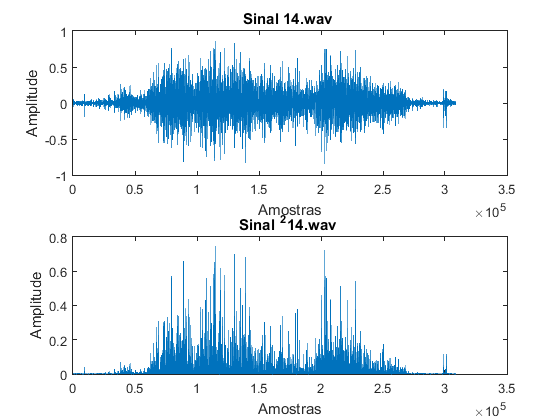 Sinal 14.wav
1
0.5
0
-0.5
-1
Amplitude
0 0.5 1 1.5 2 2.5 3 3.5
Amostras
×10^5
Sinal ²14.wav
0.8
0.6
0.4
0.2
0
Amplitude
0 0.5 1 1.5 2 2.5 3 3.5
Amostras
×10^5